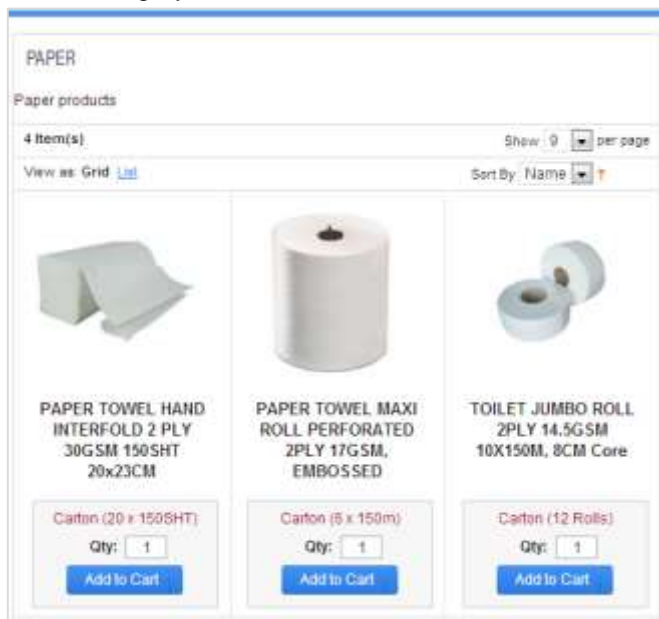 PAPER
Paper products
4 Item(s)
Show 9 per page
View as: Grid List
Sort By Name
PAPER TOWEL HAND
INTERFOLD 2 PLY
30GSM 150SHT
20x23CM
PAPER TOWEL MAXI
ROLL PERFORATED
2PLY 17GSM,
EMBOSSED
TOILET JUMBO ROLL
2PLY 14.5GSM
10X150M, 8CM Core
Carton (20 x 150SHT)
Qty: 1
Add to Cart
Carton (6 x 150m)
Qty: 1
Add to Cart
Carton (12 Rolls)
Qty: 1
Add to Cart